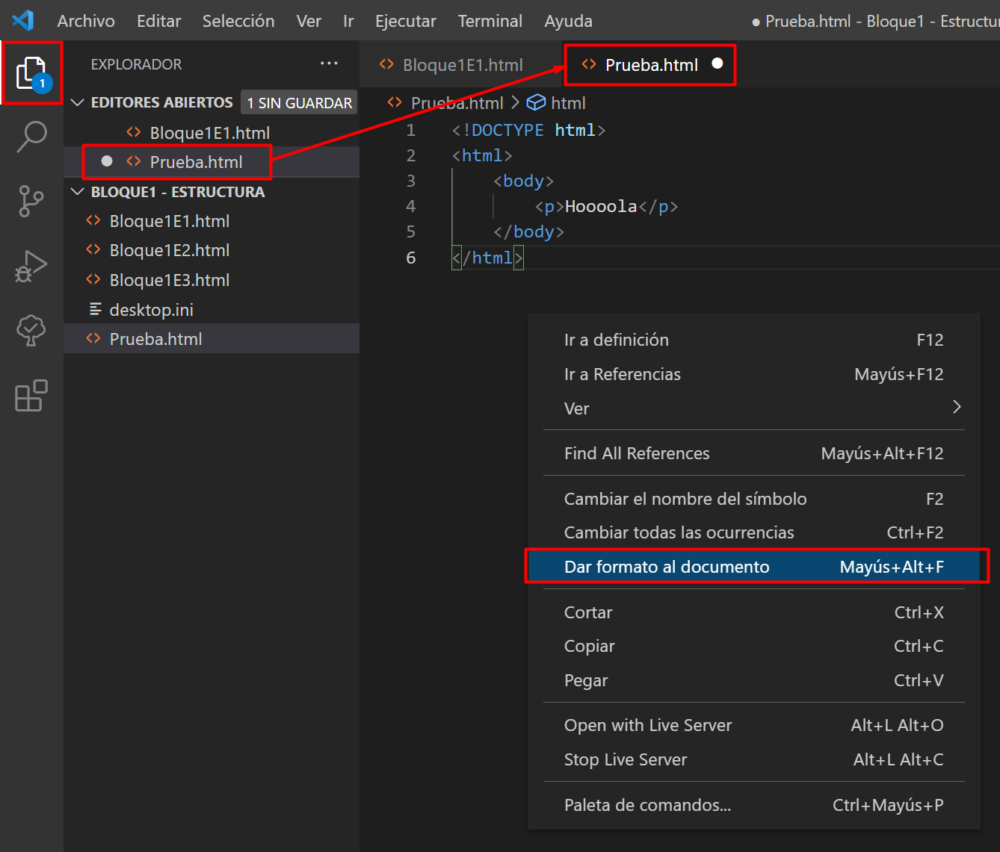 Archivo Editar Selección Ver Ir Ejecutar Terminal Ayuda ● Prueba.html - Bloque1 - Estructur
EXPLORADOR ···
EDITORES ABIERTOS 1 SIN GUARDAR
Bloque1E1.html
Prueba.html
BLOQUE1 - ESTRUCTURA
Bloque1E1.html
Bloque1E2.html
Bloque1E3.html
desktop.ini
Prueba.html
1
Bloque1E1.html Prueba.html
Prueba.html > html
1 <!DOCTYPE html>
2 <html>
3 <body>
4 <p>Hoooola</p>
5 </body>
6 </html>
Ir a definición F12
Ir a Referencias Mayús+F12
Ver
Find All References Mayús+Alt+F12
Cambiar el nombre del símbolo F2
Cambiar todas las ocurrencias Ctrl+F2
Dar formato al documento Mayús+Alt+F
Cortar Ctrl+X
Copiar Ctrl+C
Pegar Ctrl+V
Open with Live Server Alt+L Alt+O
Stop Live Server Alt+L Alt+C
Paleta de comandos... Ctrl+Mayús+P